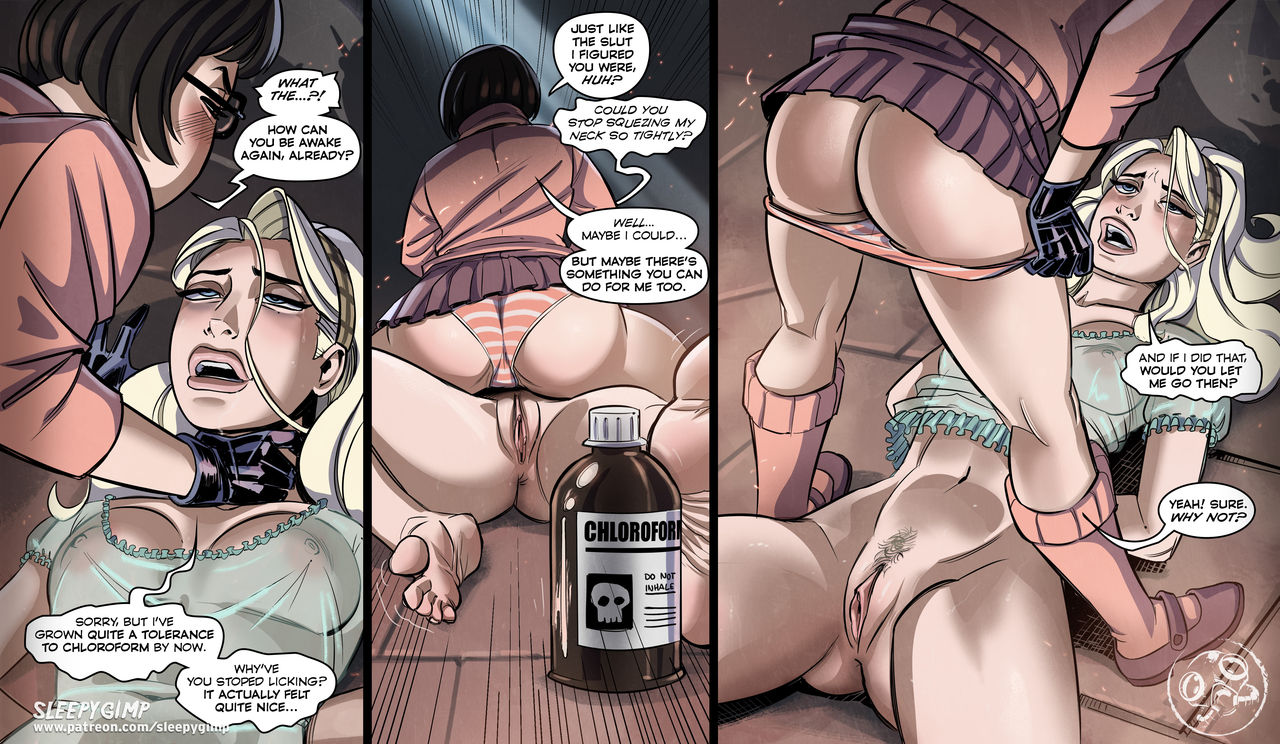 WHAT
THE...?!
HOW CAN
YOU BE AWAKE
AGAIN, ALREADY?
SORRY, BUT I'VE
GROWN QUITE A TOLERANCE
TO CHLOROFORM BY NOW.
WHY'VE
YOU STOPED LICKING?
IT ACTUALLY FELT
QUITE NICE...
SLEEPYGIMP
www.patreon.com/sleepygimp
JUST LIKE
THE SLUT
I FIGURED
YOU WERE,
HUH?
COULD YOU
STOP SQUEZING MY
NECK SO TIGHTLY?
WELL...
MAYBE I COULD...
BUT MAYBE THERE'S
SOMETHING YOU CAN
DO FOR ME TOO.
CHLOROFORM
DO NOT
INHALE
AND IF I DID THAT,
WOULD YOU LET
ME GO THEN?
YEAH! SURE.
WHY NOT?